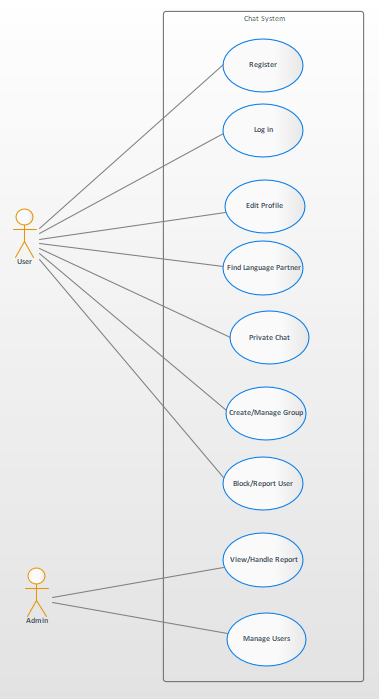 Chat System
Register
Log in
Edit Profile
Find Language Partner
User
Private Chat
Create/Manage Group
Block/Report User
View/Handle Report
Admin
Manage Users